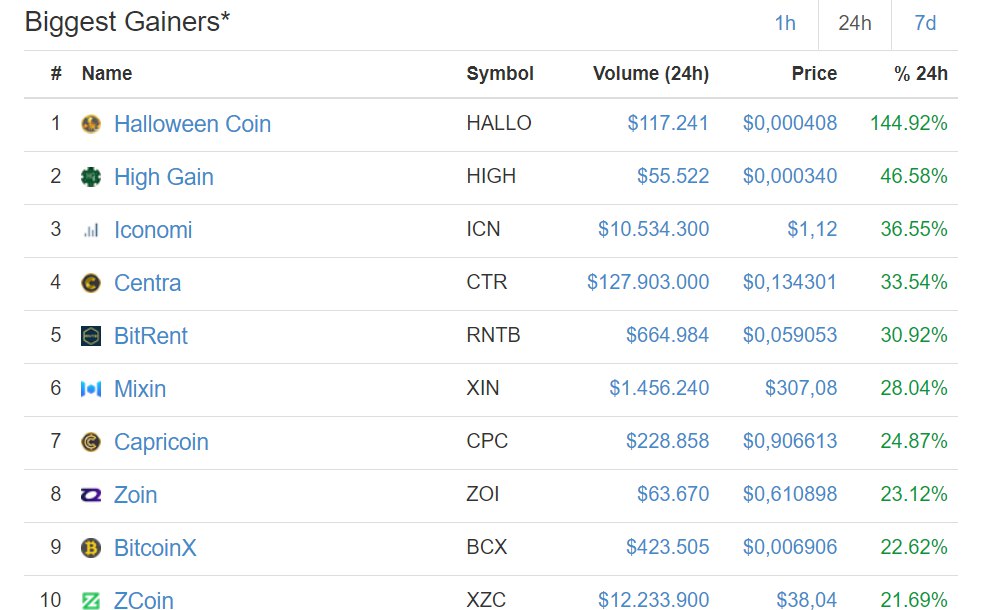 Biggest Gainers* 1h 24h 7d
# Name Symbol Volume (24h) Price % 24h
1 Halloween Coin HALLO $117.241 $0,000408 144.92%
2 High Gain HIGH $55.522 $0,000340 46.58%
3 Iconomi ICN $10.534.300 $1,12 36.55%
4 Centra CTR $127.903.000 $0,134301 33.54%
5 BitRent RNTB $664.984 $0,059053 30.92%
6 Mixin XIN $1.456.240 $307,08 28.04%
7 Capricoin CPC $228.858 $0,906613 24.87%
8 Zoin ZOI $63.670 $0,610898 23.12%
9 BitcoinX BCX $423.505 $0,006906 22.62%
10 ZCoin XZC $12.233.900 $38,04 21.69%